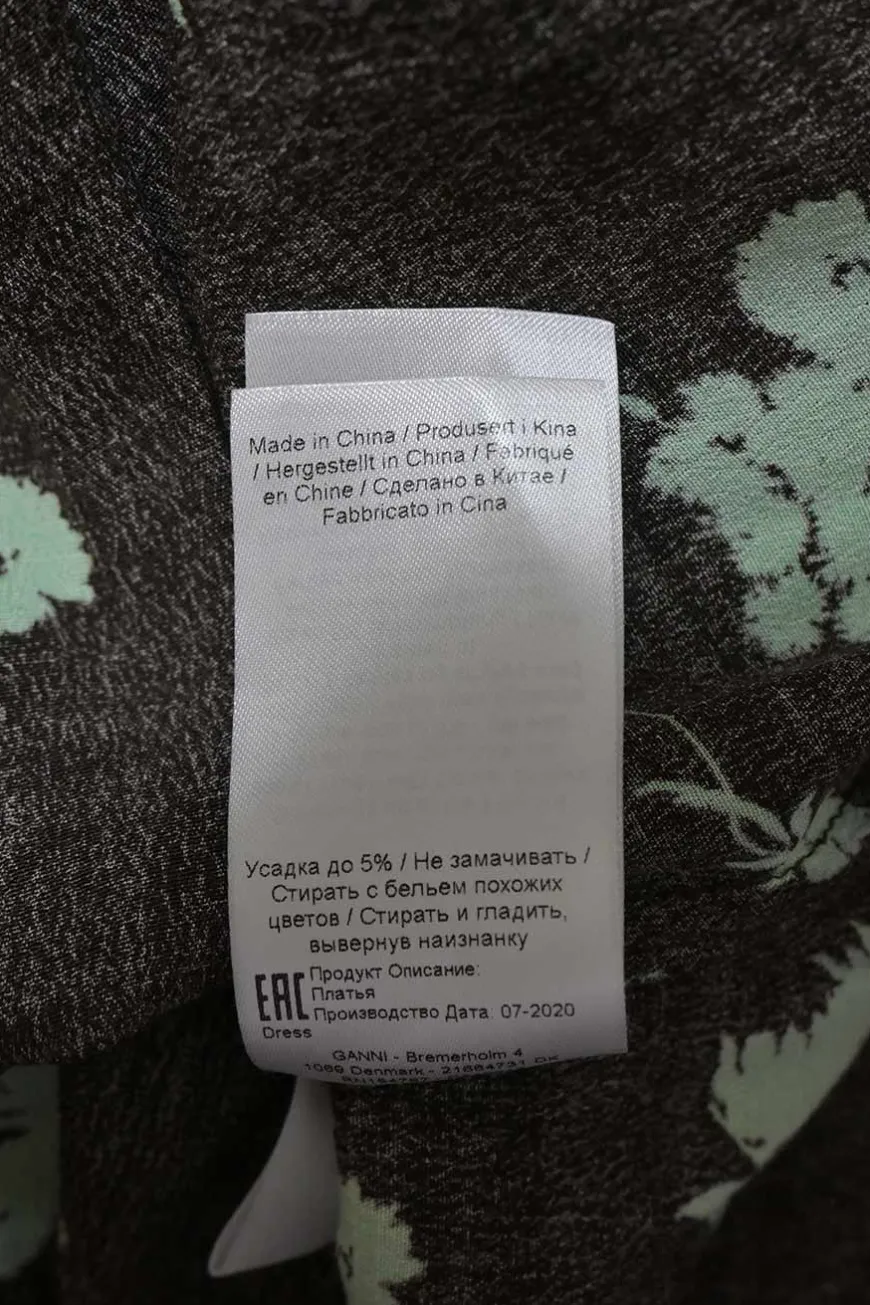 Made in China / Produsert i Kina
/ Hergestellt in China / Fabriqué
en Chine / Сделано в Китае /
Fabbricato in Cina
Усадка до 5% / Не замачивать /
Стирать с бельем похожих
цветов / Стирать и гладить,
вывернув наизнанку
EAC
Продукт Описание:
Платья
Производство Дата: 07-2020
Dress
GANNI - Bremerholm 4
1069 Denmark - 21664731